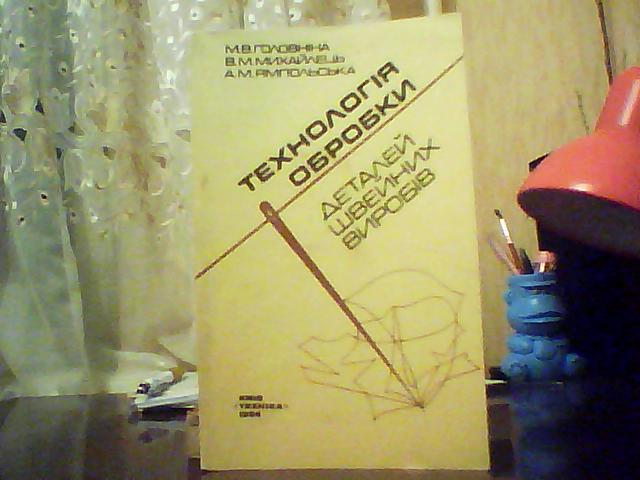 М.В.ГОЛОВНІНА
В.М.МИХАЙЛЕЦЬ
А.М.ЯМПОЛЬСЬКА
ТЕХНОЛОГІЯ
ОБРОБКИ
ДЕТАЛЕЙ
ШВЕЙНИХ
ВИРОБІВ
КИЇВ
«ТЕХНІКА»